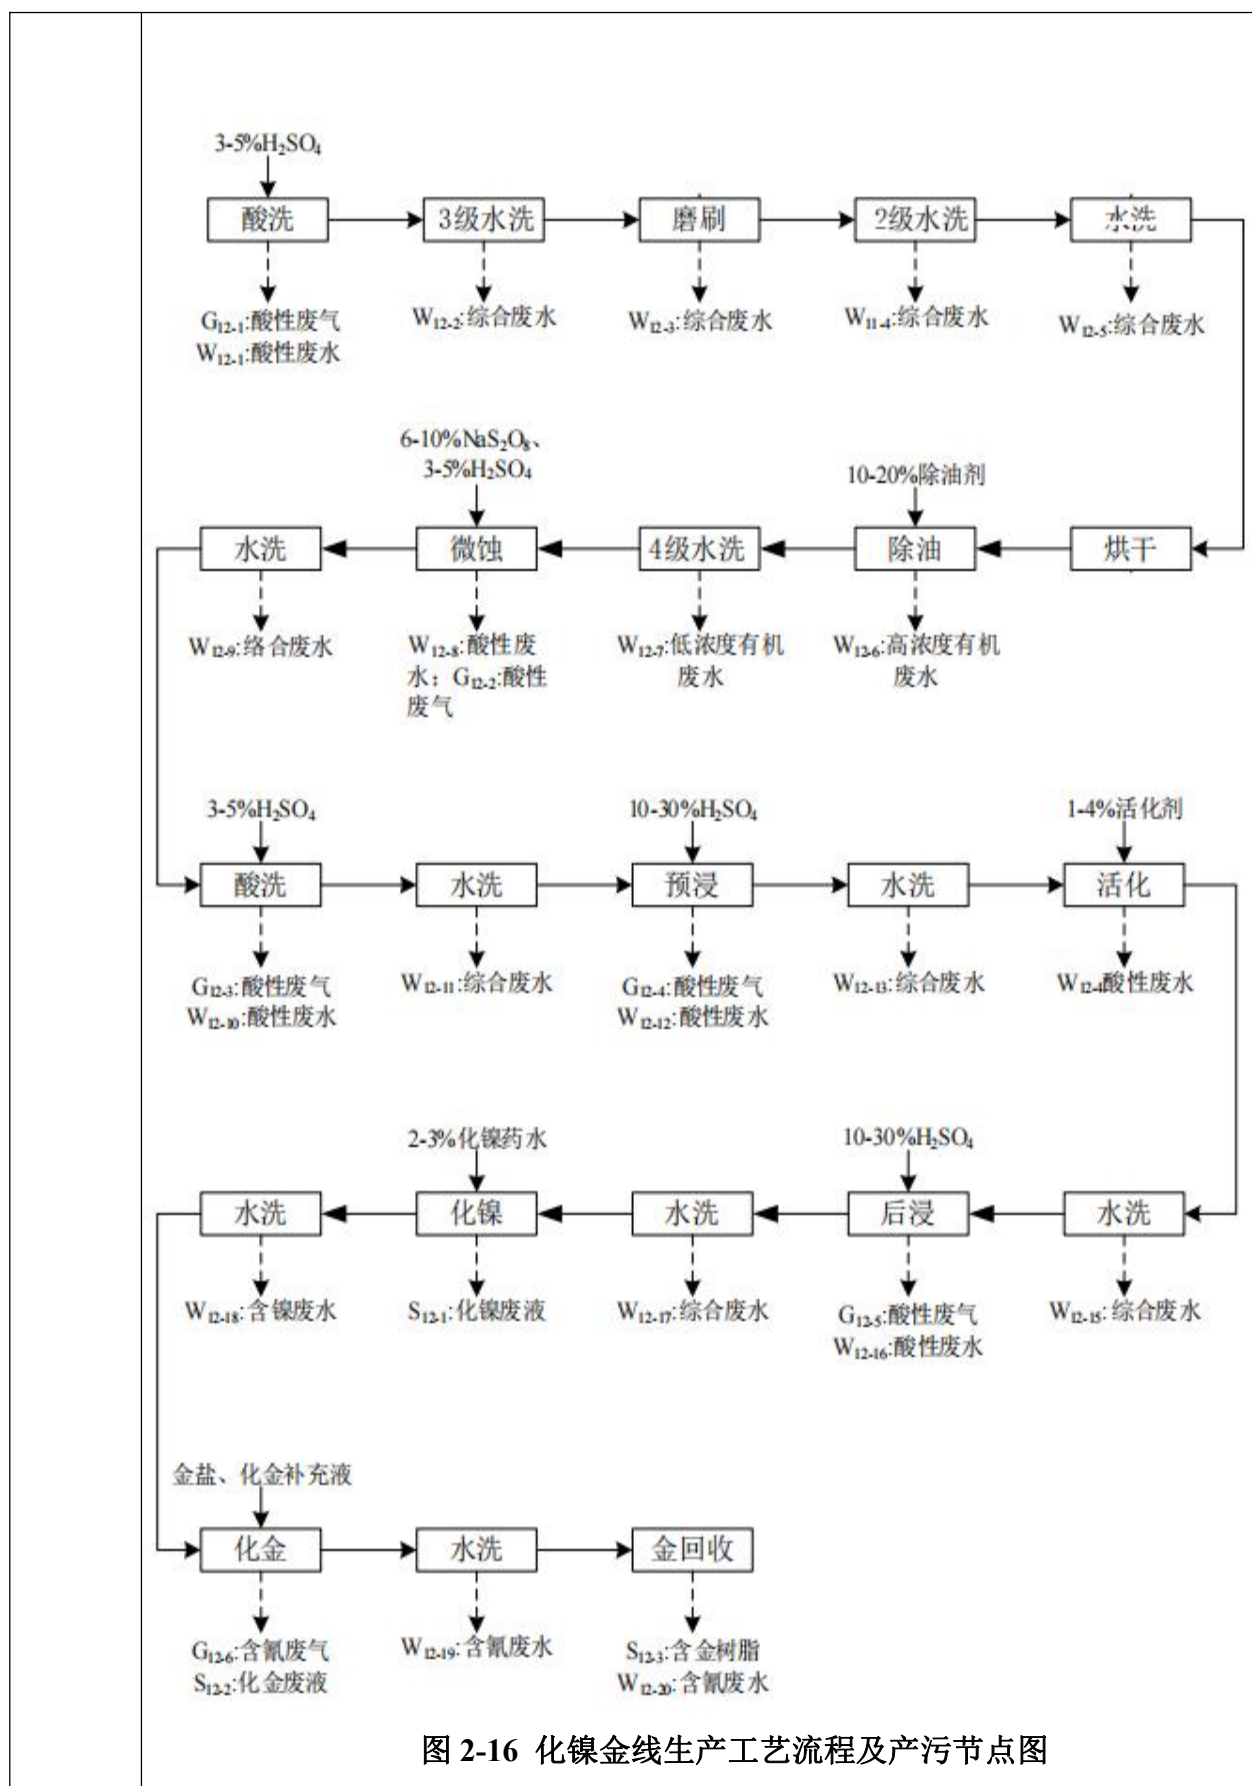 3-5%H₂SO₄
酸洗
3级水洗
磨刷
2级水洗
水洗
G₁₂₋₁:酸性废气
W₁₂₋₁:酸性废水
W₁₂₋₂:综合废水
W₁₂₋₃:综合废水
W₁₁₋₄:综合废水
W₁₂₋₅:综合废水
6-10%NaS₂O₈、
3-5%H₂SO₄
10-20%除油剂
水洗
微蚀
4级水洗
除油
烘干
W₁₂₋₉:络合废水
W₁₂₋₈:酸性废
水；G₁₂₋₂:酸性
废气
W₁₂₋₇:低浓度有机
废水
W₁₂₋₆:高浓度有机
废水
3-5%H₂SO₄
10-30%H₂SO₄
1-4%活化剂
酸洗
水洗
预浸
水洗
活化
G₁₂₋₃:酸性废气
W₁₂₋₁₀:酸性废水
W₁₂₋₁₁:综合废水
G₁₂₋₄:酸性废气
W₁₂₋₁₂:酸性废水
W₁₂₋₁₃:综合废水
W₁₂₋₄酸性废水
2-3%化镍药水
10-30%H₂SO₄
水洗
化镍
水洗
后浸
水洗
W₁₂₋₁₈:含镍废水
S₁₂₋₁:化镍废液
W₁₂₋₁₇:综合废水
G₁₂₋₅:酸性废气
W₁₂₋₁₆:酸性废水
W₁₂₋₁₅:综合废水
金盐、化金补充液
化金
水洗
金回收
G₁₂₋₆:含氰废气
S₁₂₋₂:化金废液
W₁₂₋₁₉:含氰废水
S₁₂₋₃:含金树脂
W₁₂₋₂₀:含氰废水
图 2-16 化镍金线生产工艺流程及产污节点图